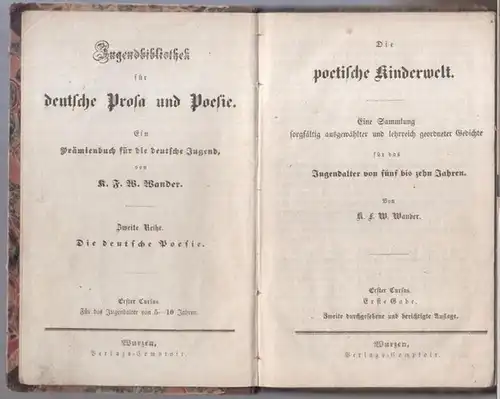 Jugendbibliothek
für
deutsche Prosa und Poesie.
Ein
Prämienbuch für die deutsche Jugend,
von
K. F. W. Wander.
Zweite Reihe.
Die deutsche Poesie.
Erster Cursus.
Für das Jugendalter von 5—10 Jahren.
Wurzen,
Verlags-Comptoir.
Die
poetische Kinderwelt.
Eine Sammlung
sorgfältig ausgewählter und lehrreich geordneter Gedichte
für das
Jugendalter von fünf bis zehn Jahren.
Von
K. F. W. Wander.
Erster Cursus.
Erste Gabe.
Zweite durchgesehene und berichtigte Auflage.
Wurzen,
Verlags-Comptoir.